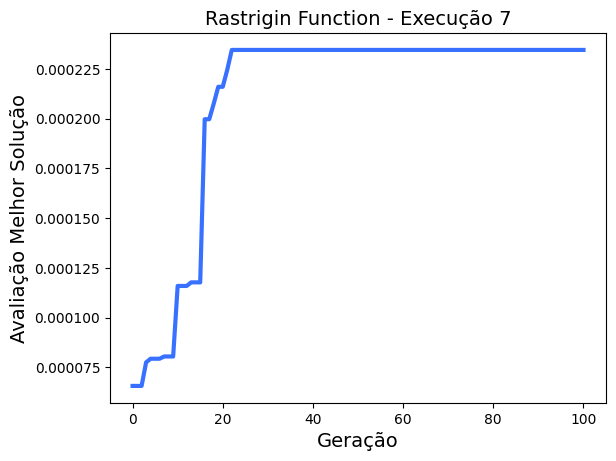 Rastrigin Function - Execução 7
Avaliação Melhor Solução
0.000225
0.000200
0.000175
0.000150
0.000125
0.000100
0.000075
0 20 40 60 80 100
Geração